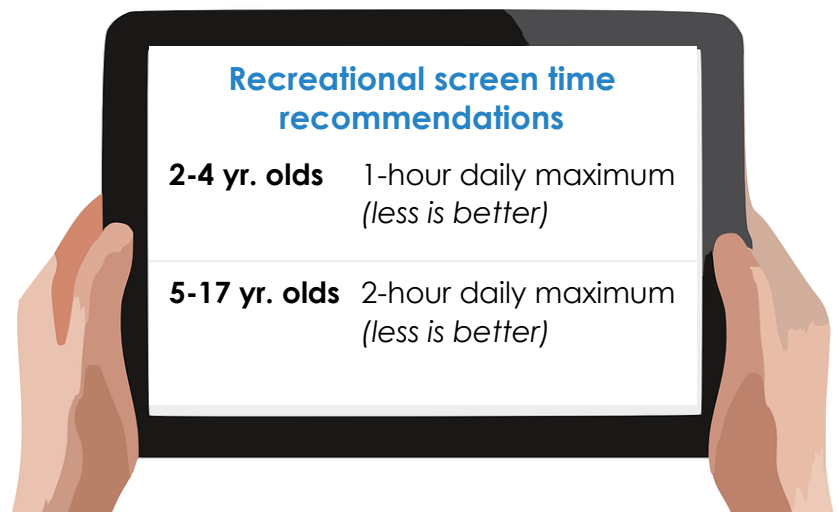 Recreational screen time
recommendations
2-4 yr. olds 1-hour daily maximum
(less is better)
5-17 yr. olds 2-hour daily maximum
(less is better)